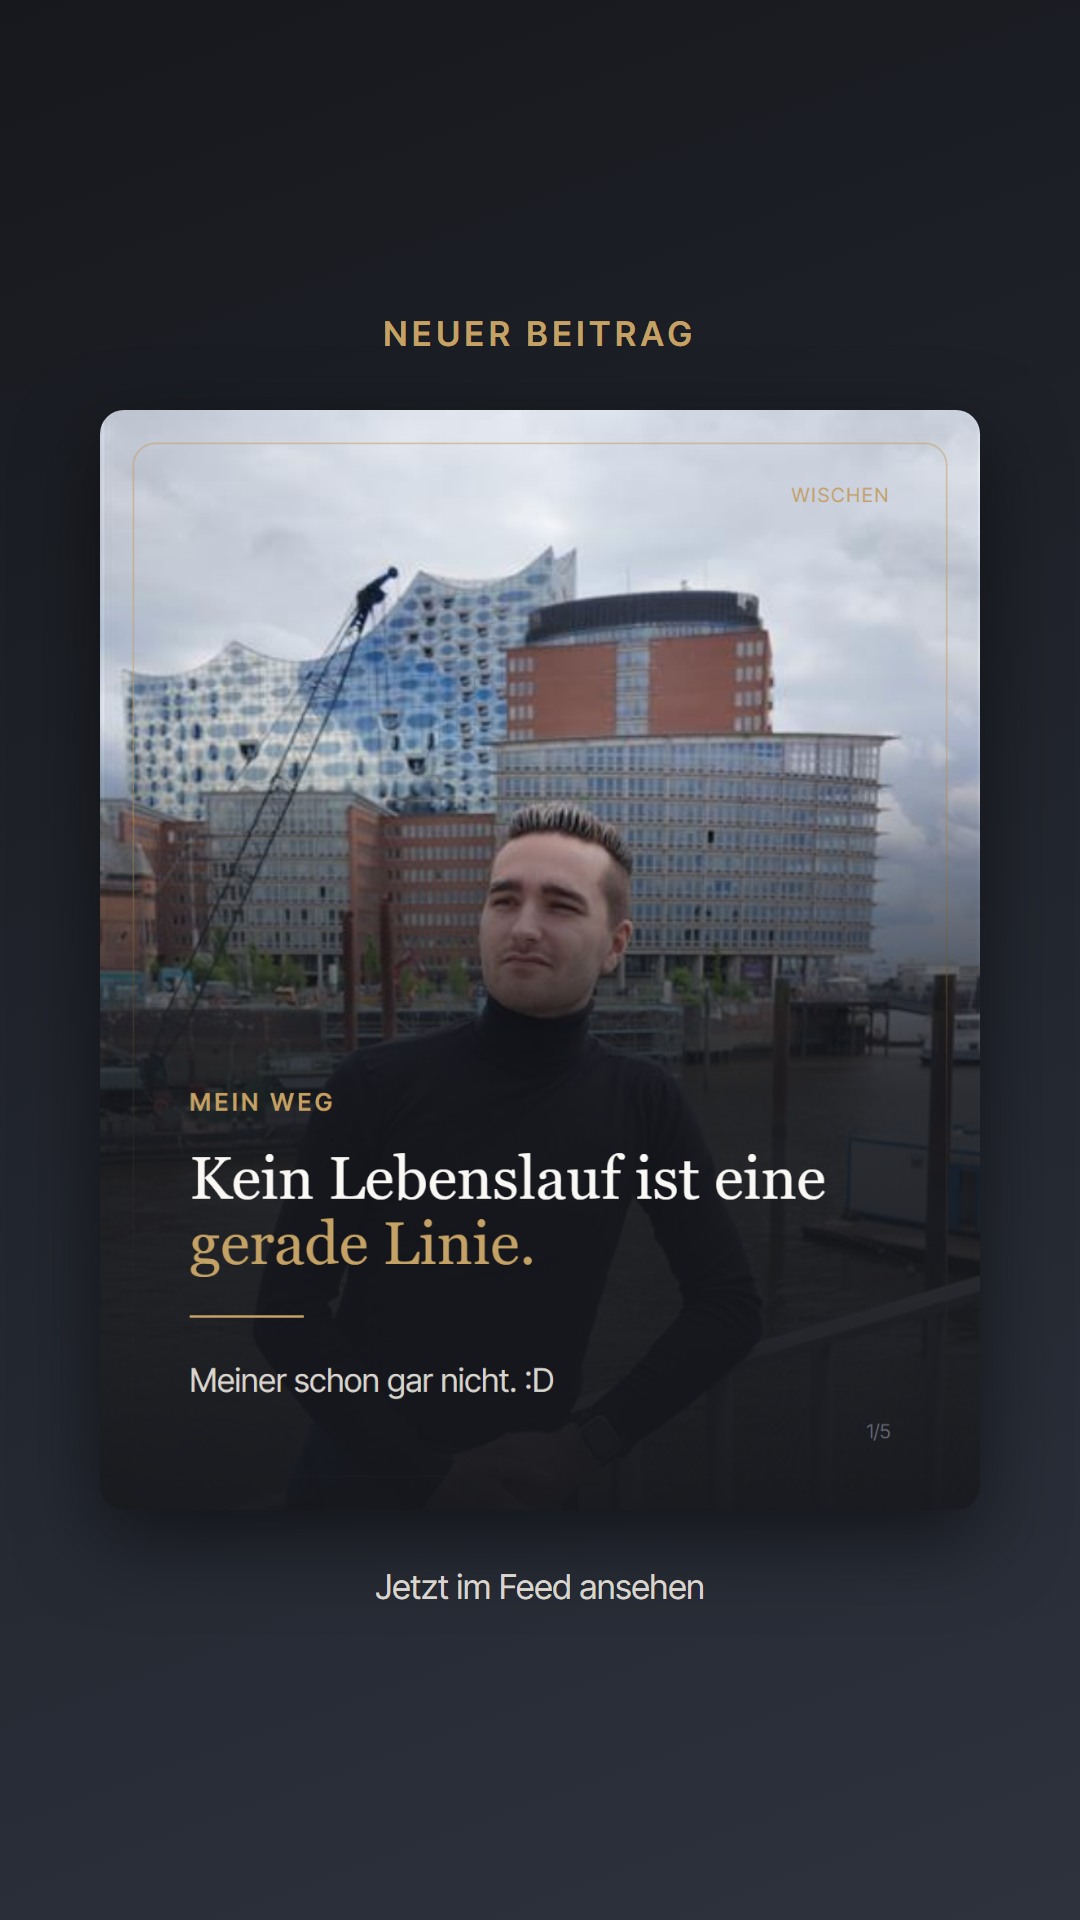 NEUER BEITRAG
WISCHEN
MEIN WEG
Kein Lebenslauf ist eine
gerade Linie.
Meiner schon gar nicht. :D
1/5
Jetzt im Feed ansehen